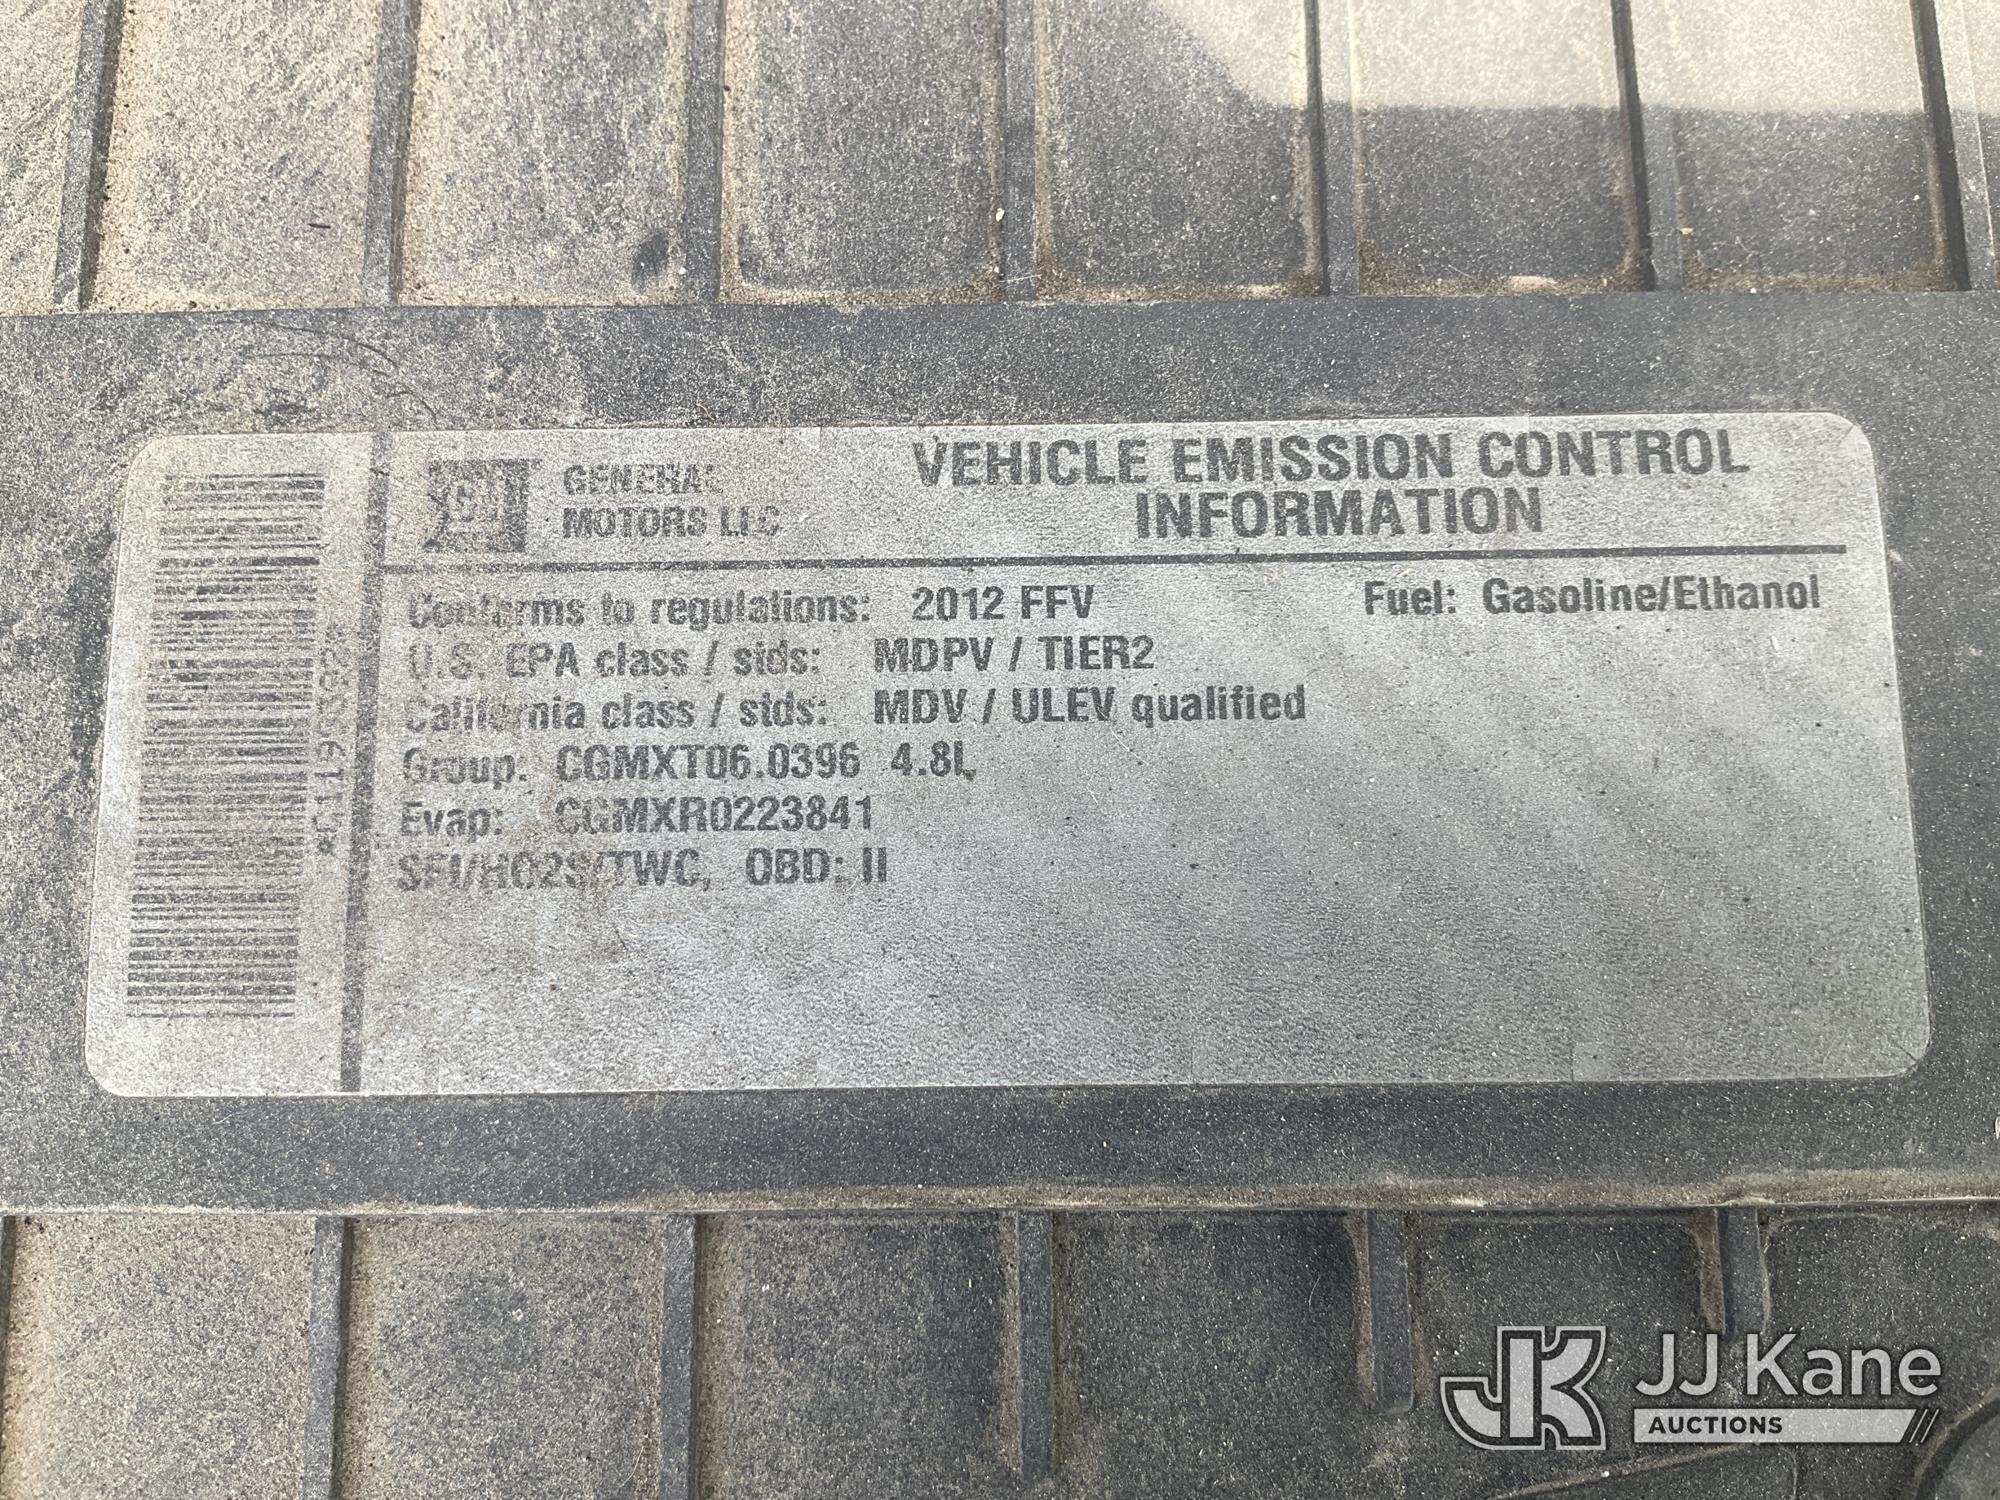 GM
GENERAL
MOTORS LLC
VEHICLE EMISSION CONTROL
INFORMATION
Conforms to regulations: 2012 FFV
Fuel: Gasoline/Ethanol
U.S. EPA class / stds: MDPV / TIER2
California class / stds: MDV / ULEV qualified
Group: CGMXT06.0396 4.8L
Evap: CGMXR0223841
SFI/HO2S/TWC, OBD: II
JK
JJ Kane
AUCTIONS